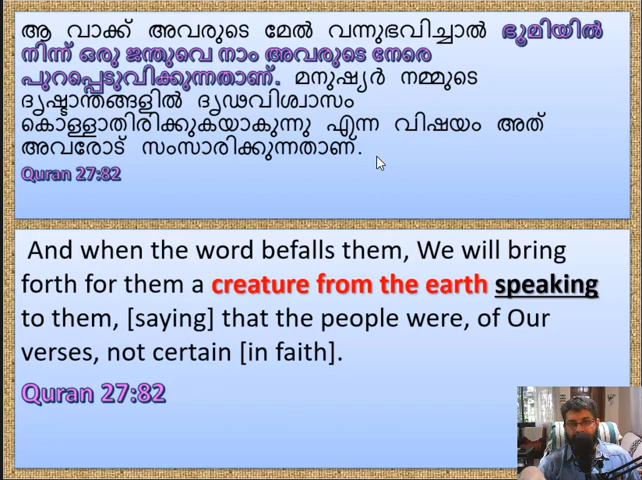 ആ വാക്ക് അവരുടെ മേല്‍ വന്നുഭവിച്ചാല്‍ ഭൂമിയില്‍
നിന്ന് ഒരു ജന്തുവെ നാം അവരുടെ നേരെ
പുറപ്പെടുവിക്കുന്നതാണ്. മനുഷ്യര്‍ നമ്മുടെ
ദൃഷ്ടാന്തങ്ങളില്‍ ദൃഢവിശ്വാസം
കൊള്ളാതിരിക്കുകയാകുന്നു എന്ന വിഷയം അത്
അവരോട് സംസാരിക്കുന്നതാണ്.
Quran 27:82
And when the word befalls them, We will bring
forth for them a creature from the earth speaking
to them, [saying] that the people were, of Our
verses, not certain [in faith].
Quran 27:82